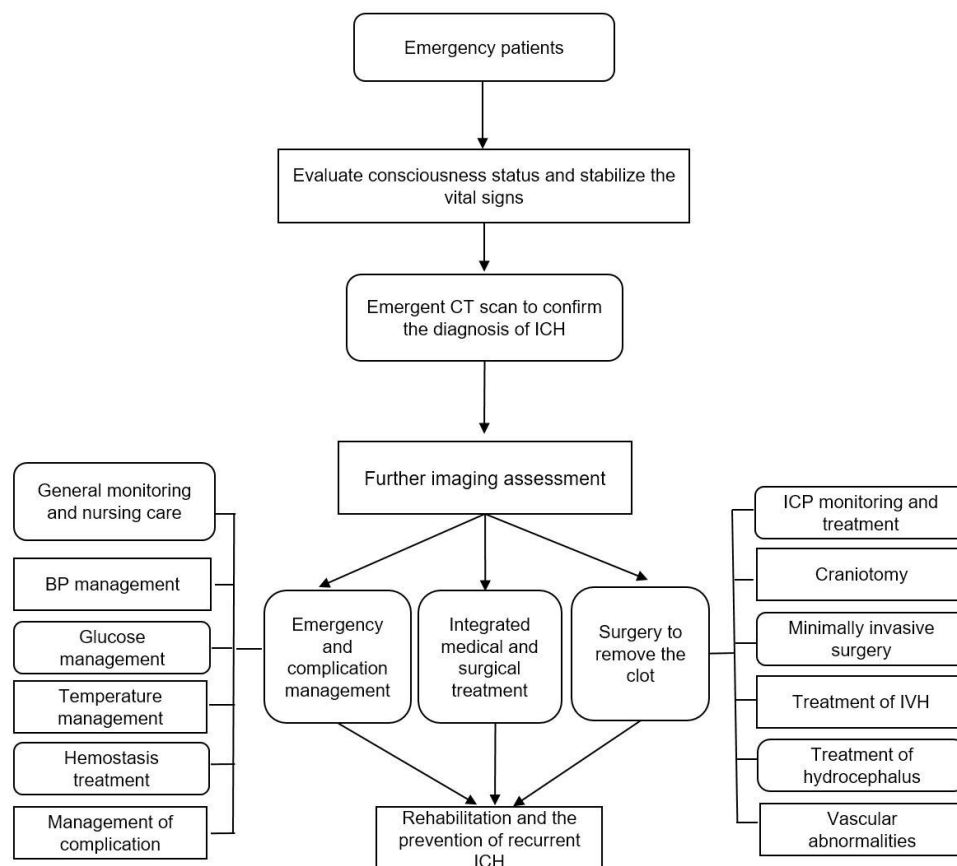 Emergency patients
Evaluate consciousness status and stabilize the
vital signs
Emergent CT scan to confirm
the diagnosis of ICH
Further imaging assessment
General monitoring
and nursing care
BP management
Glucose
management
Temperature
management
Hemostasis
treatment
Management of
complication
Emergency
and
complication
management
Integrated
medical and
surgical
treatment
Surgery to
remove the
clot
ICP monitoring and
treatment
Craniotomy
Minimally invasive
surgery
Treatment of IVH
Treatment of
hydrocephalus
Vascular
abnormalities
Rehabilitation and the
prevention of recurrent
ICH